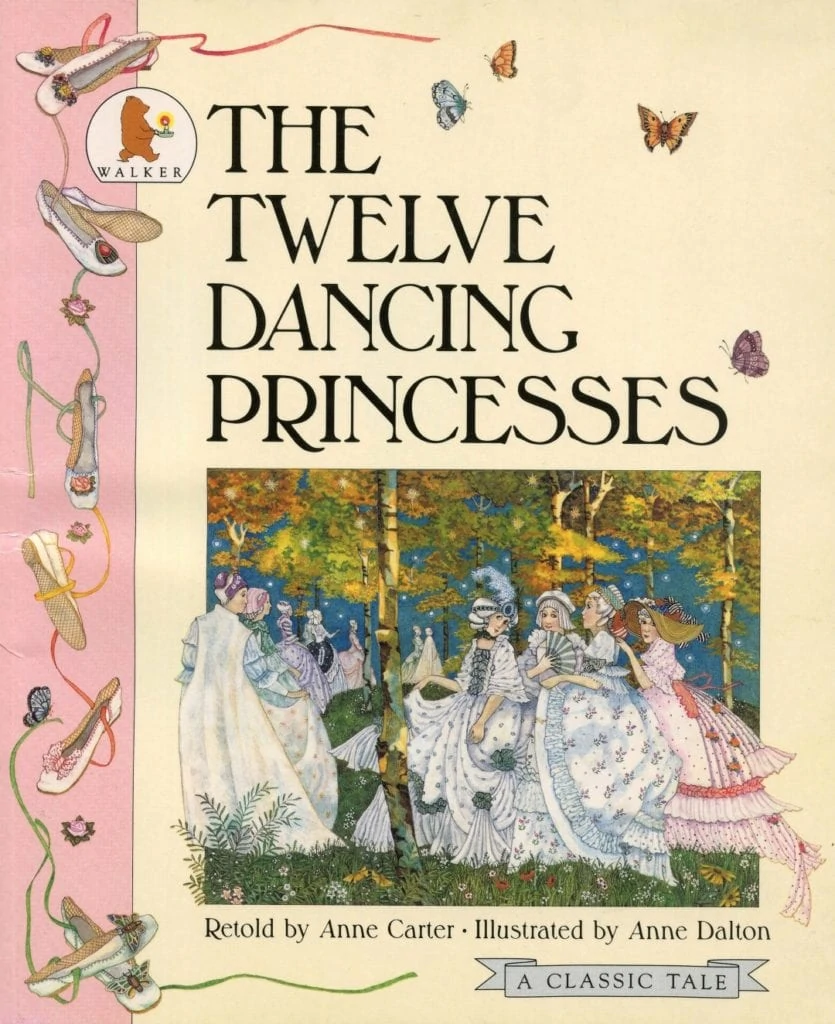 WALKER
THE
TWELVE
DANCING
PRINCESSES
Retold by Anne Carter · Illustrated by Anne Dalton
A CLASSIC TALE